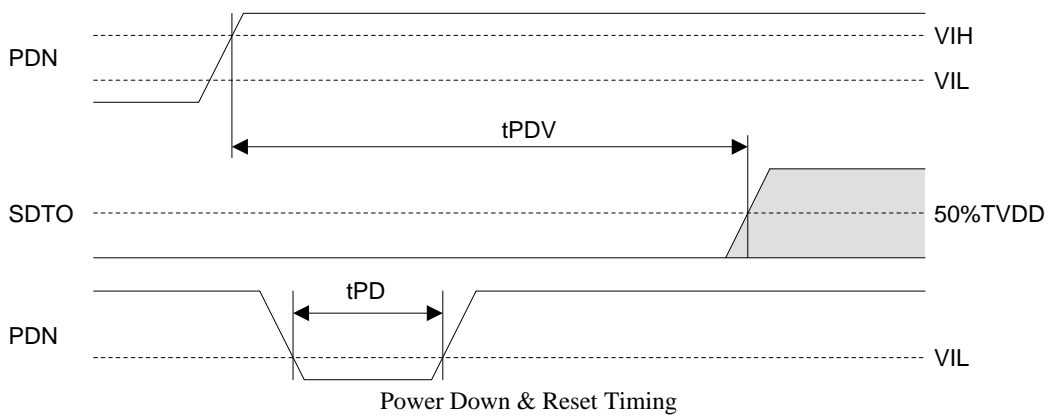 PDN
VIH
VIL
tPDV
SDTO
50%TVDD
tPD
PDN
VIL
Power Down & Reset Timing